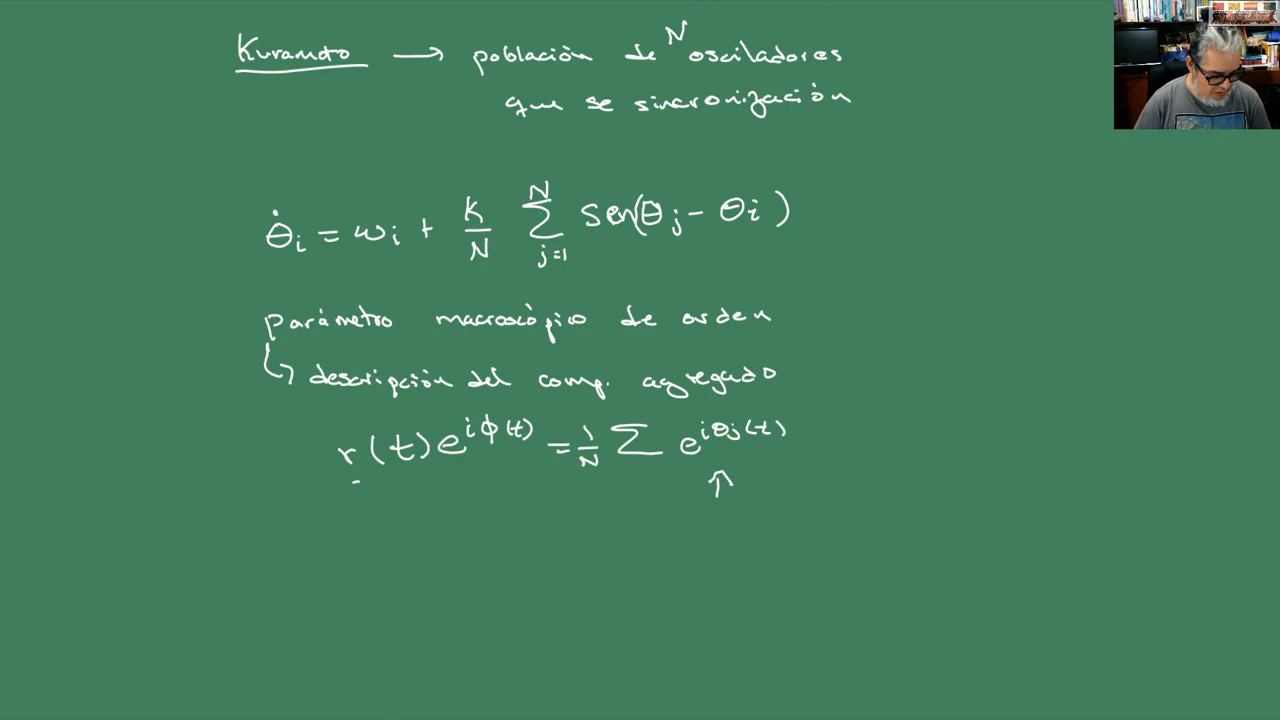 Kuramoto → población de N osciladores
que se sincronización
θ̇i = ωi + K/N ∑_{j=1}^{N} sen(θj - θi)
parámetro macroscópico de orden
↳ descripción del comp. agregado
r(t)e^{iφ(t)} = 1/N ∑ e^{iθj(t)}
↑